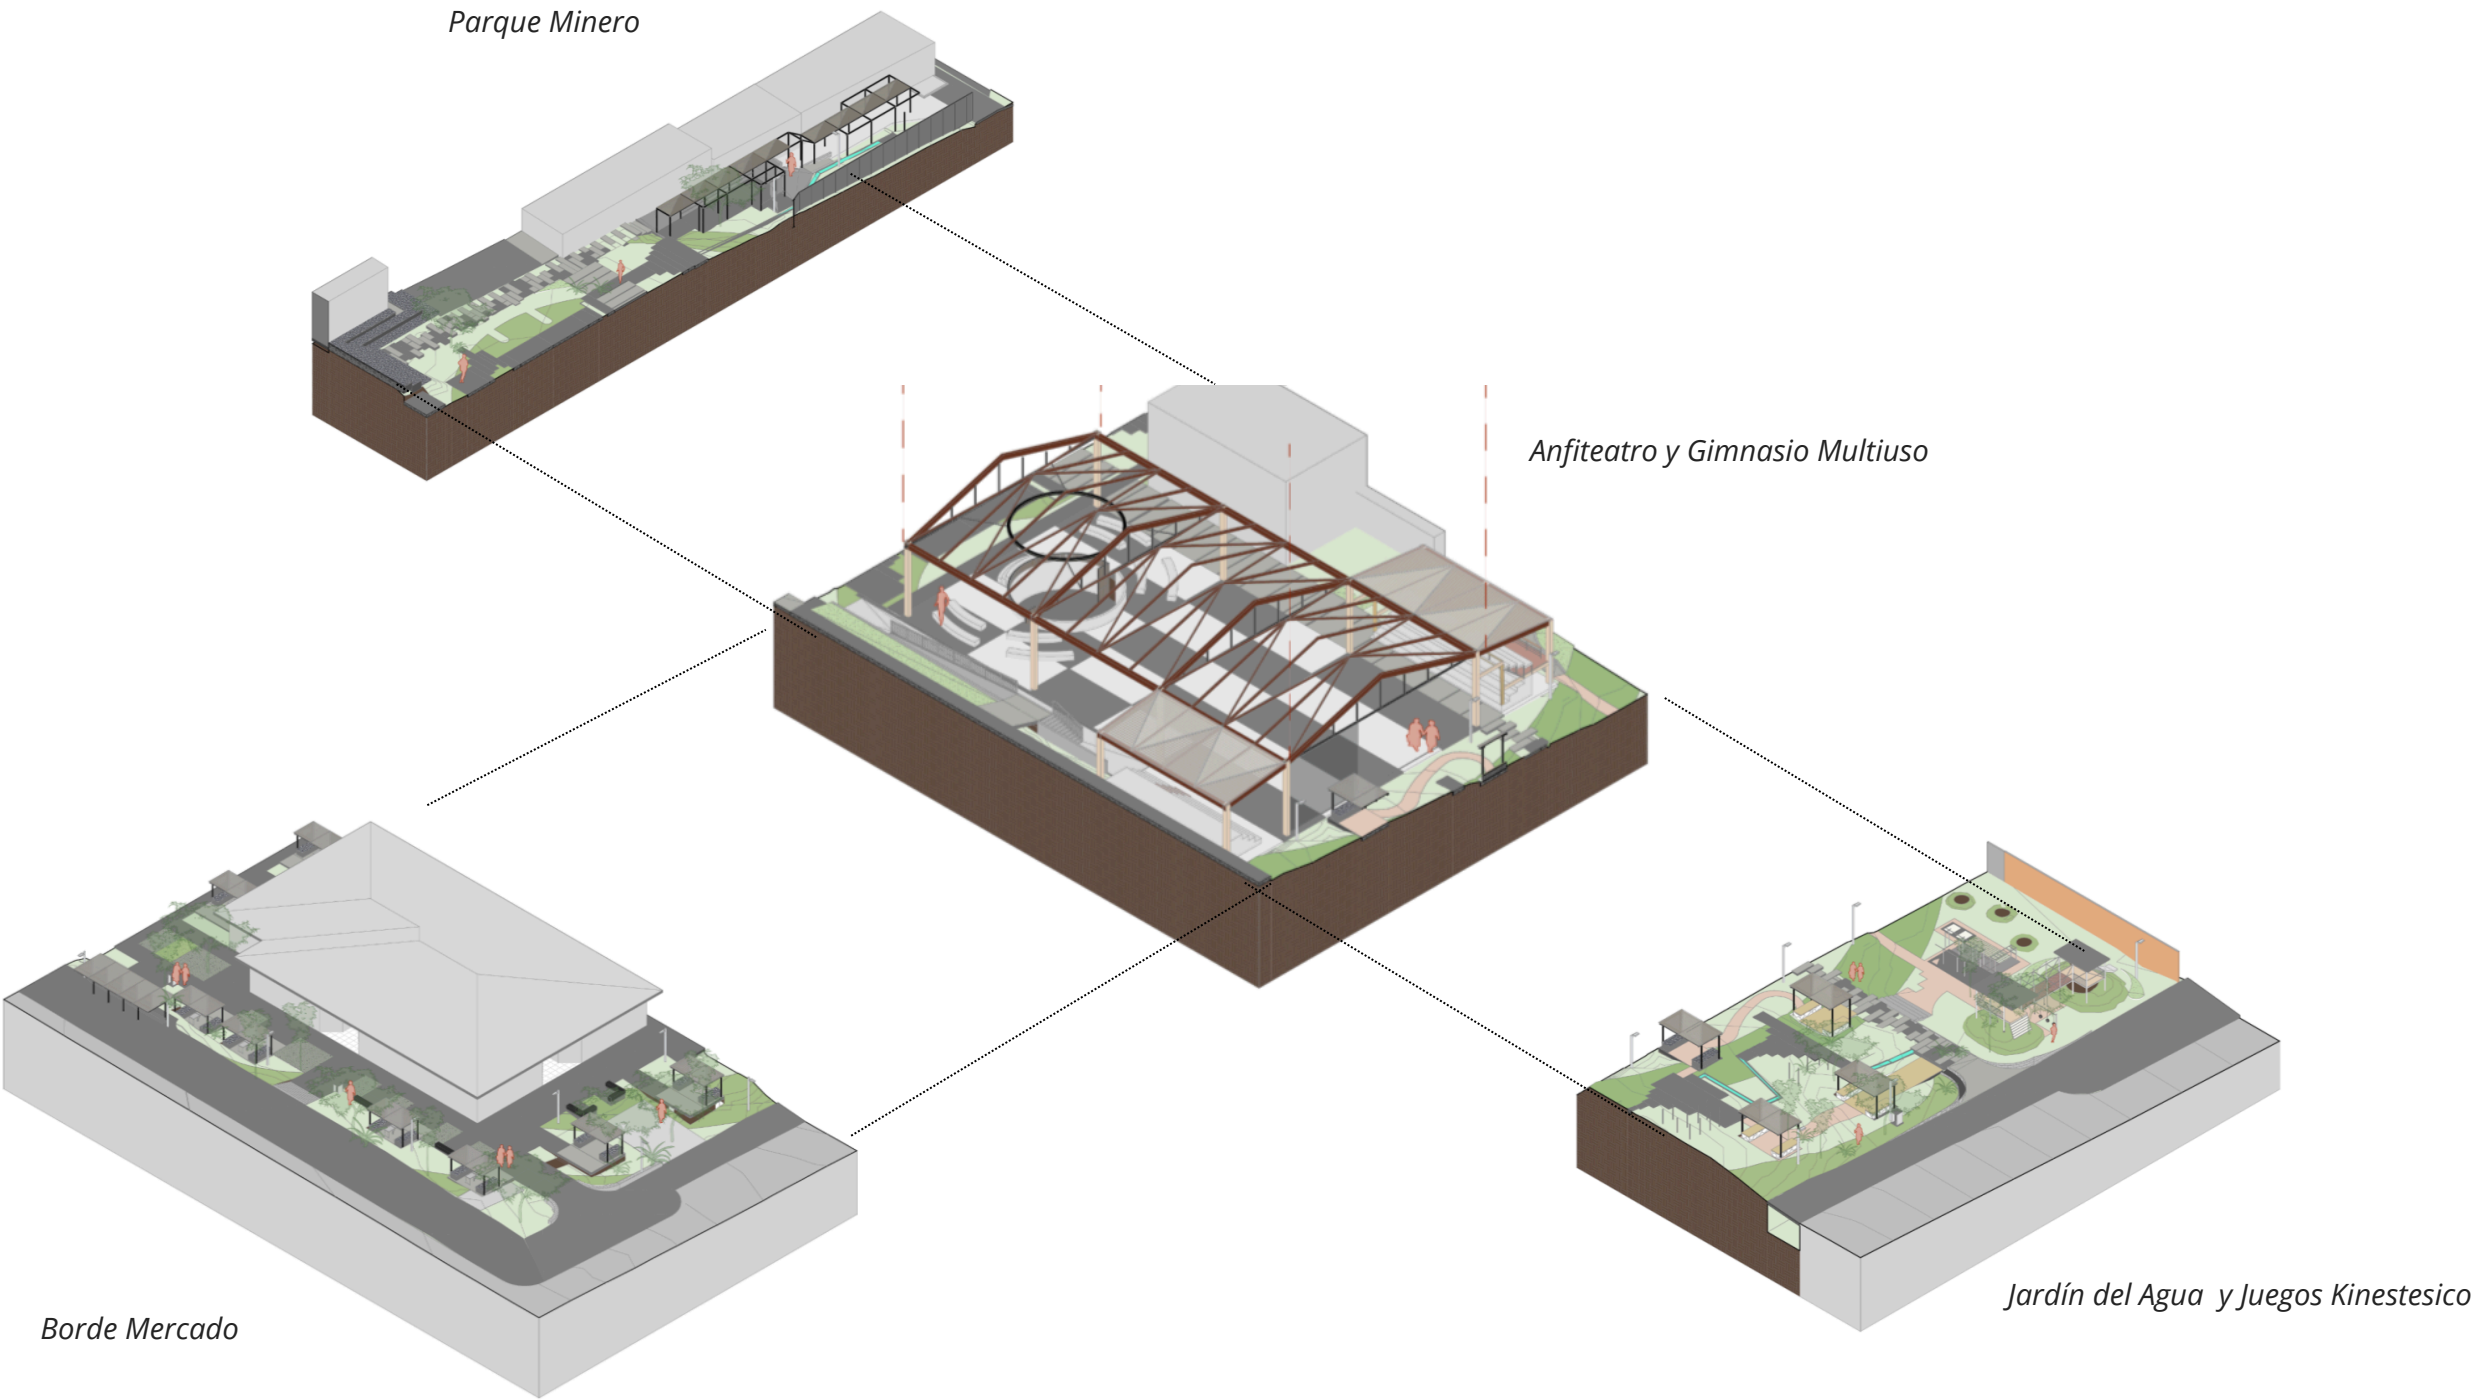 Parque Minero
Anfiteatro y Gimnasio Multiuso
Jardín del Agua  y Juegos Kinestesico
Borde Mercado